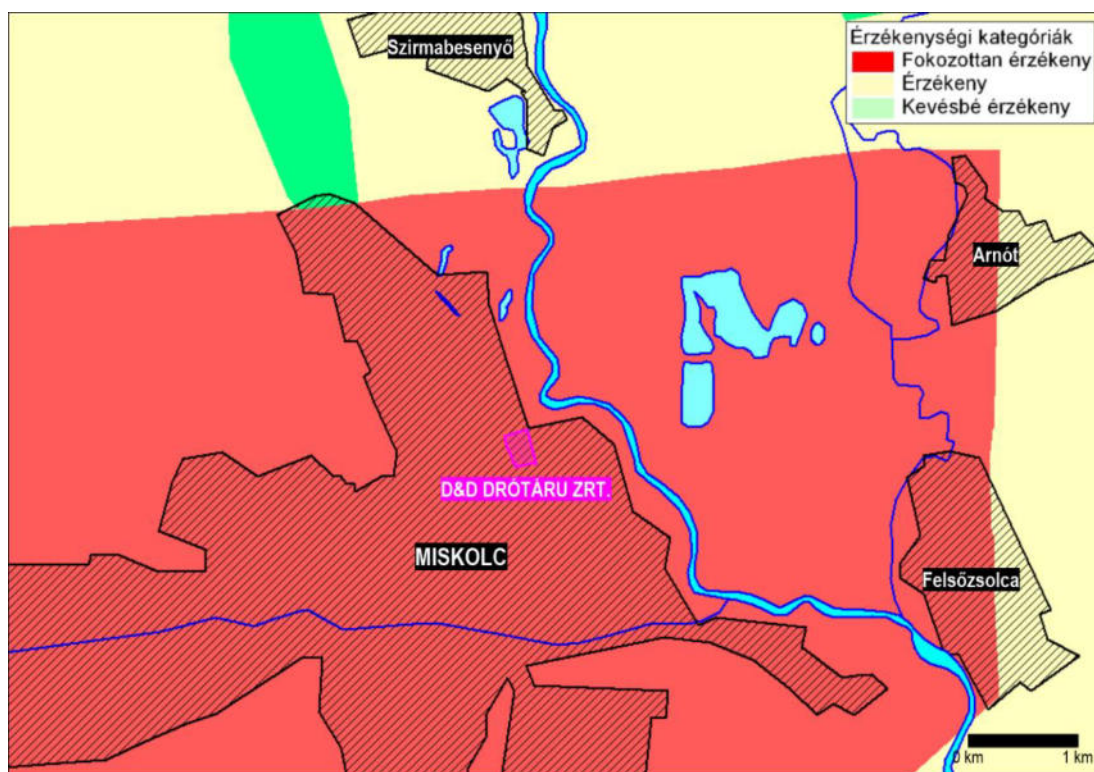 Szirmabesenyő
Érzékenységi kategóriák
Fokozottan érzékeny
Érzékeny
Kevésbé érzékeny
Arnót
D&D DRÓTÁRU ZRT.
MISKOLC
Felsőzsolca
0 km 1 km